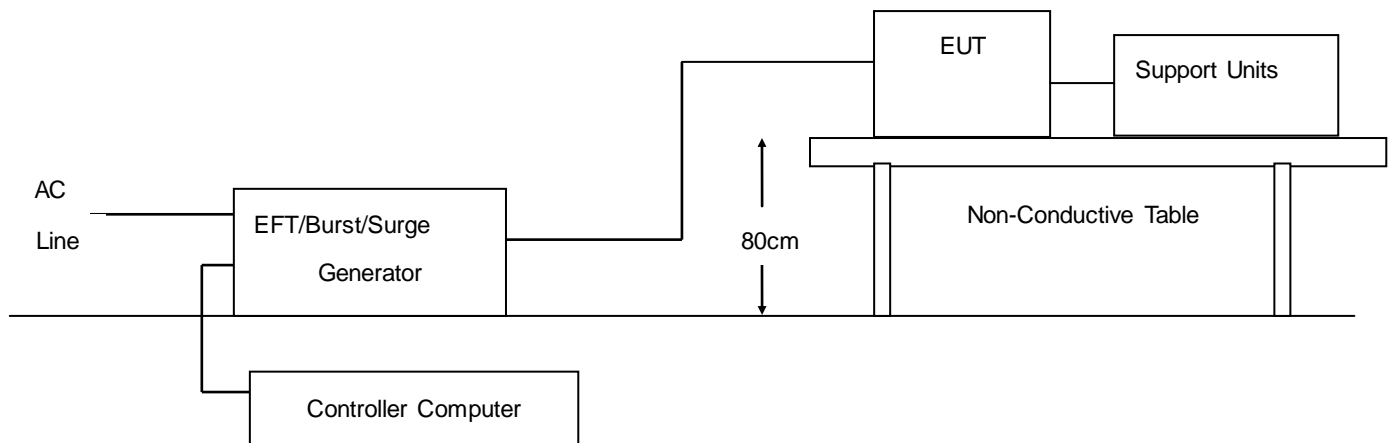 EUT
Support Units
AC
Line
EFT/Burst/Surge
Generator
80cm
Non-Conductive Table
Controller Computer